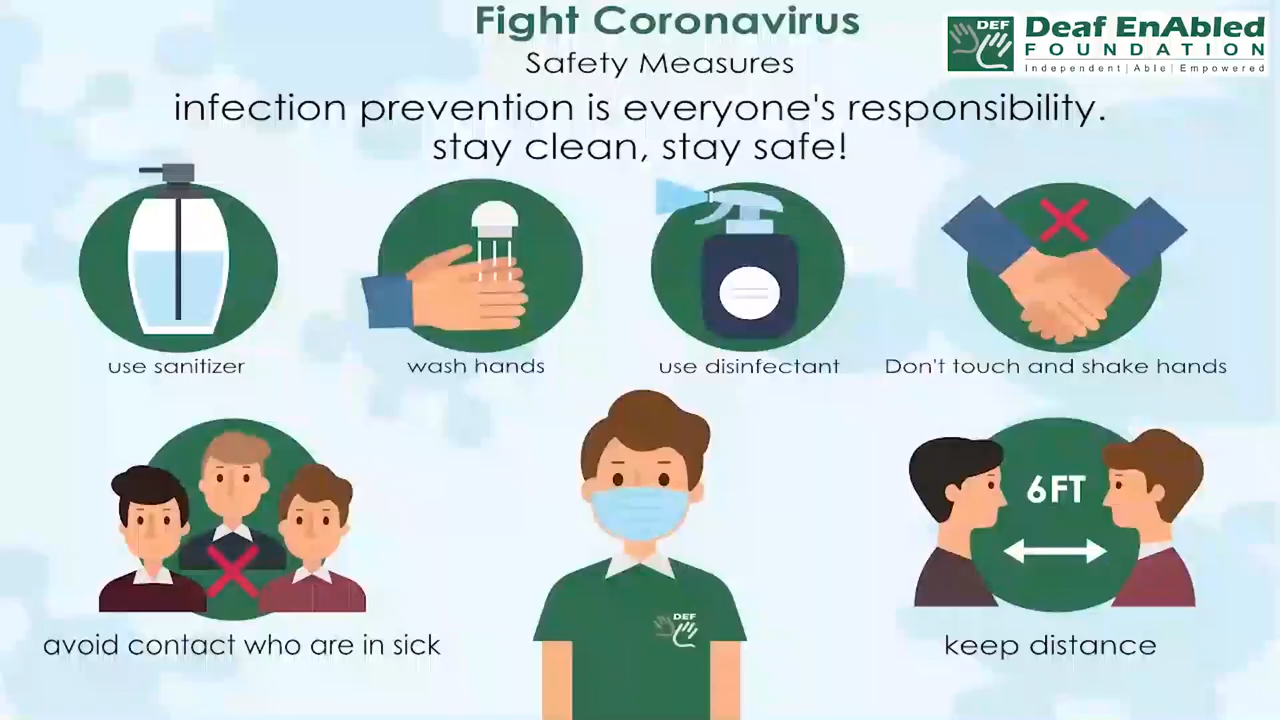 Fight Coronavirus
Safety Measures
DEF
Deaf EnAbled
FOUNDATION
Independent|Able|Empowered
infection prevention is everyone's responsibility.
stay clean, stay safe!
use sanitizer
wash hands
use disinfectant
Don't touch and shake hands
6FT
DEF
avoid contact who are in sick
keep distance